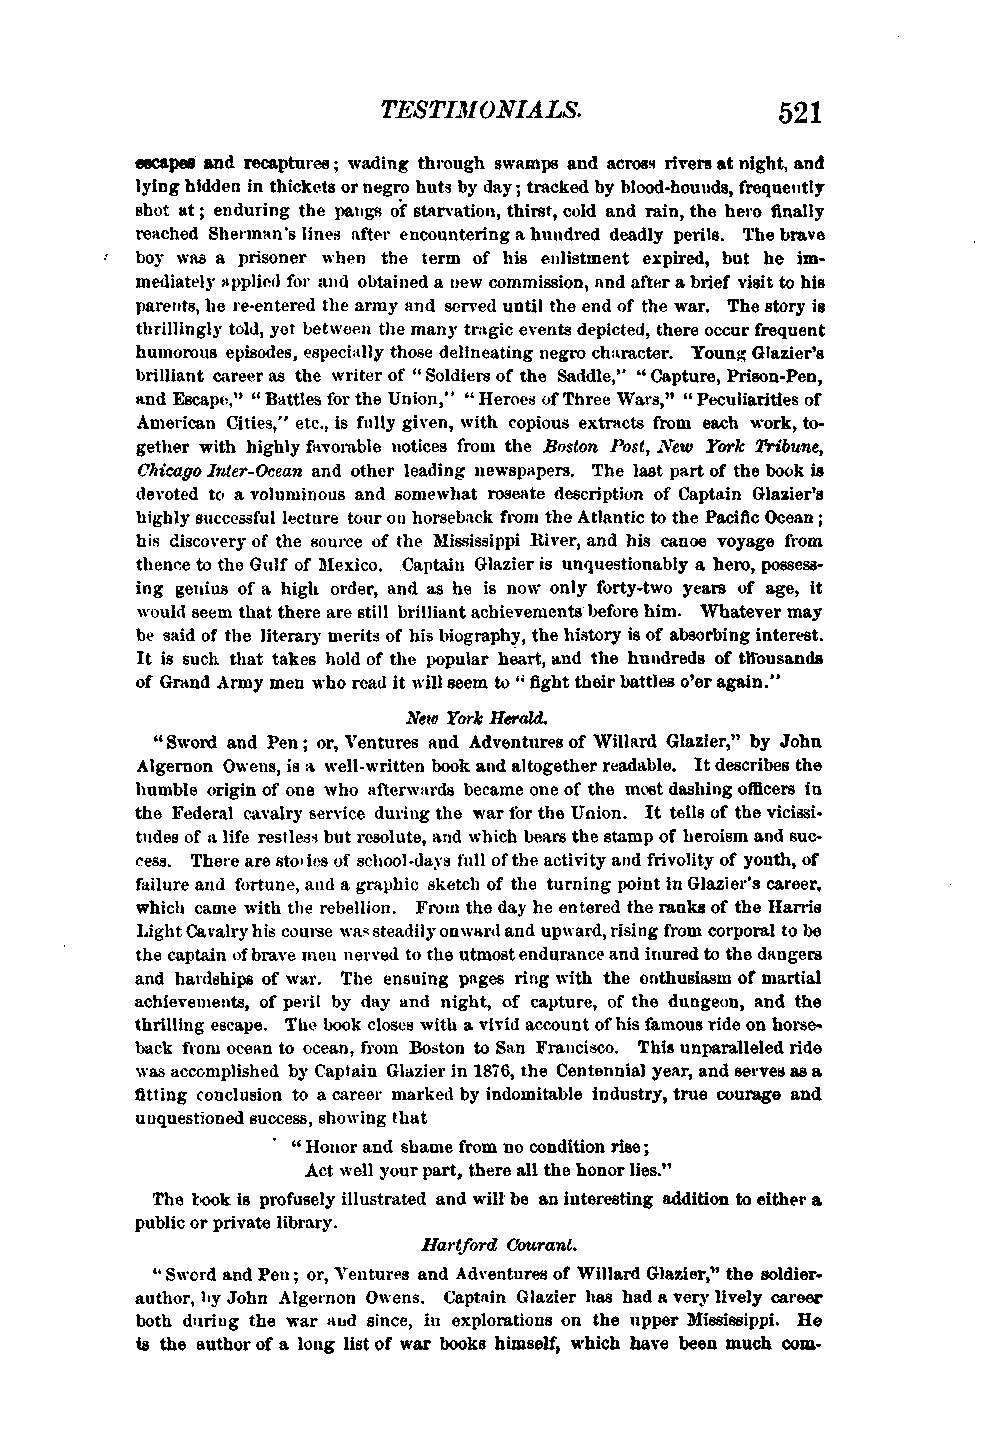 TESTIMONIALS. 521
escapes and recaptures; wading through swamps and across rivers at night, and
lying hidden in thickets or negro huts by day; tracked by blood-hounds, frequently
shot at; enduring the pangs of starvation, thirst, cold and rain, the hero finally
reached Sherman's lines after encountering a hundred deadly perils. The brave
boy was a prisoner when the term of his enlistment expired, but he im-
mediately applied for and obtained a new commission, and after a brief visit to his
parents, he re-entered the army and served until the end of the war. The story is
thrillingly told, yet between the many tragic events depicted, there occur frequent
humorous episodes, especially those delineating negro character. Young Glazier's
brilliant career as the writer of "Soldiers of the Saddle," "Capture, Prison-Pen,
and Escape," "Battles for the Union," "Heroes of Three Wars," "Peculiarities of
American Cities," etc., is fully given, with copious extracts from each work, to-
gether with highly favorable notices from the Boston Post, New York Tribune,
Chicago Inter-Ocean and other leading newspapers. The last part of the book is
devoted to a voluminous and somewhat roseate description of Captain Glazier's
highly successful lecture tour on horseback from the Atlantic to the Pacific Ocean;
his discovery of the source of the Mississippi River, and his canoe voyage from
thence to the Gulf of Mexico. Captain Glazier is unquestionably a hero, possess-
ing genius of a high order, and as he is now only forty-two years of age, it
would seem that there are still brilliant achievements before him. Whatever may
be said of the literary merits of his biography, the history is of absorbing interest.
It is such that takes hold of the popular heart, and the hundreds of thousands
of Grand Army men who read it will seem to "fight their battles o'er again."
New York Herald.
"Sword and Pen; or, Ventures and Adventures of Willard Glazier," by John
Algernon Owens, is a well-written book and altogether readable. It describes the
humble origin of one who afterwards became one of the most dashing officers in
the Federal cavalry service during the war for the Union. It tells of the vicissi-
tudes of a life restless but resolute, and which bears the stamp of heroism and suc-
cess. There are stories of school-days full of the activity and frivolity of youth, of
failure and fortune, and a graphic sketch of the turning point in Glazier's career,
which came with the rebellion. From the day he entered the ranks of the Harris
Light Cavalry his course was steadily onward and upward, rising from corporal to be
the captain of brave men nerved to the utmost endurance and inured to the dangers
and hardships of war. The ensuing pages ring with the enthusiasm of martial
achievements, of peril by day and night, of capture, of the dungeon, and the
thrilling escape. The book closes with a vivid account of his famous ride on horse-
back from ocean to ocean, from Boston to San Francisco. This unparalleled ride
was accomplished by Captain Glazier in 1876, the Centennial year, and serves as a
fitting conclusion to a career marked by indomitable industry, true courage and
unquestioned success, showing that
"Honor and shame from no condition rise;
Act well your part, there all the honor lies."
The book is profusely illustrated and will be an interesting addition to either a
public or private library.
Hartford Courant.
"Sword and Pen; or, Ventures and Adventures of Willard Glazier," the soldier-
author, by John Algernon Owens. Captain Glazier has had a very lively career
both during the war and since, in explorations on the upper Mississippi. He
is the author of a long list of war books himself, which have been much com-